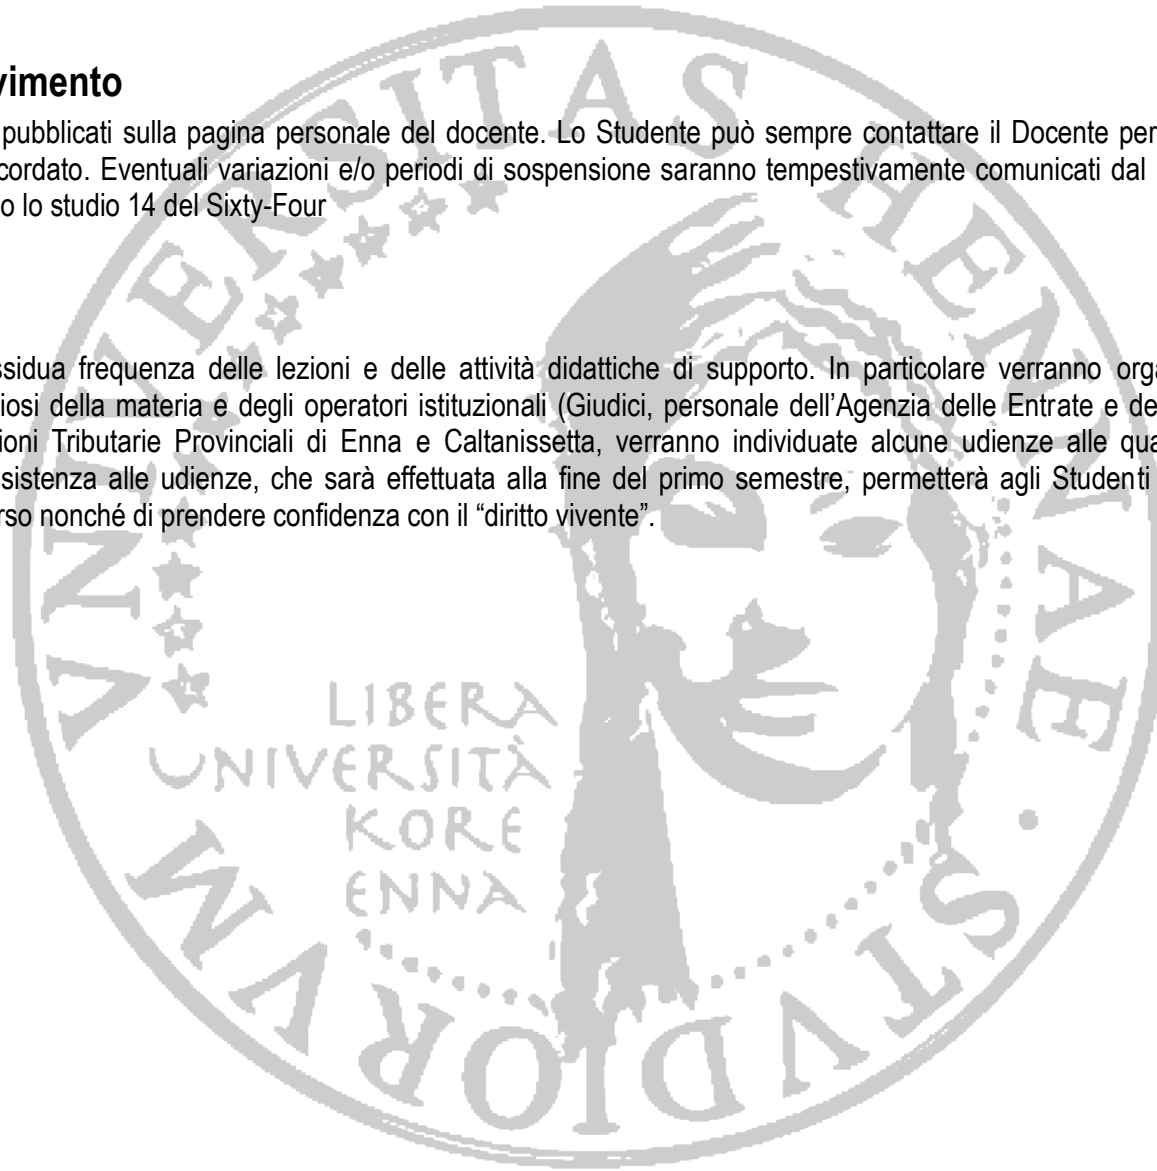 vimento
pubblicati sulla pagina personale del docente. Lo Studente può sempre contattare il Docente per
cordato. Eventuali variazioni e/o periodi di sospensione saranno tempestivamente comunicati dal
o lo studio 14 del Sixty-Four
ssidua frequenza delle lezioni e delle attività didattiche di supporto. In particolare verranno orga
iosi della materia e degli operatori istituzionali (Giudici, personale dell’Agenzia delle Entrate e de
ioni Tributarie Provinciali di Enna e Caltanissetta, verranno individuate alcune udienze alle qua
sistenza alle udienze, che sarà effettuata alla fine del primo semestre, permetterà agli Studenti
rso nonché di prendere confidenza con il “diritto vivente”.
VNIVERSITAS HENNAE · STVDIORVM
LIBERA
UNIVERSITÀ
KORE
ENNA